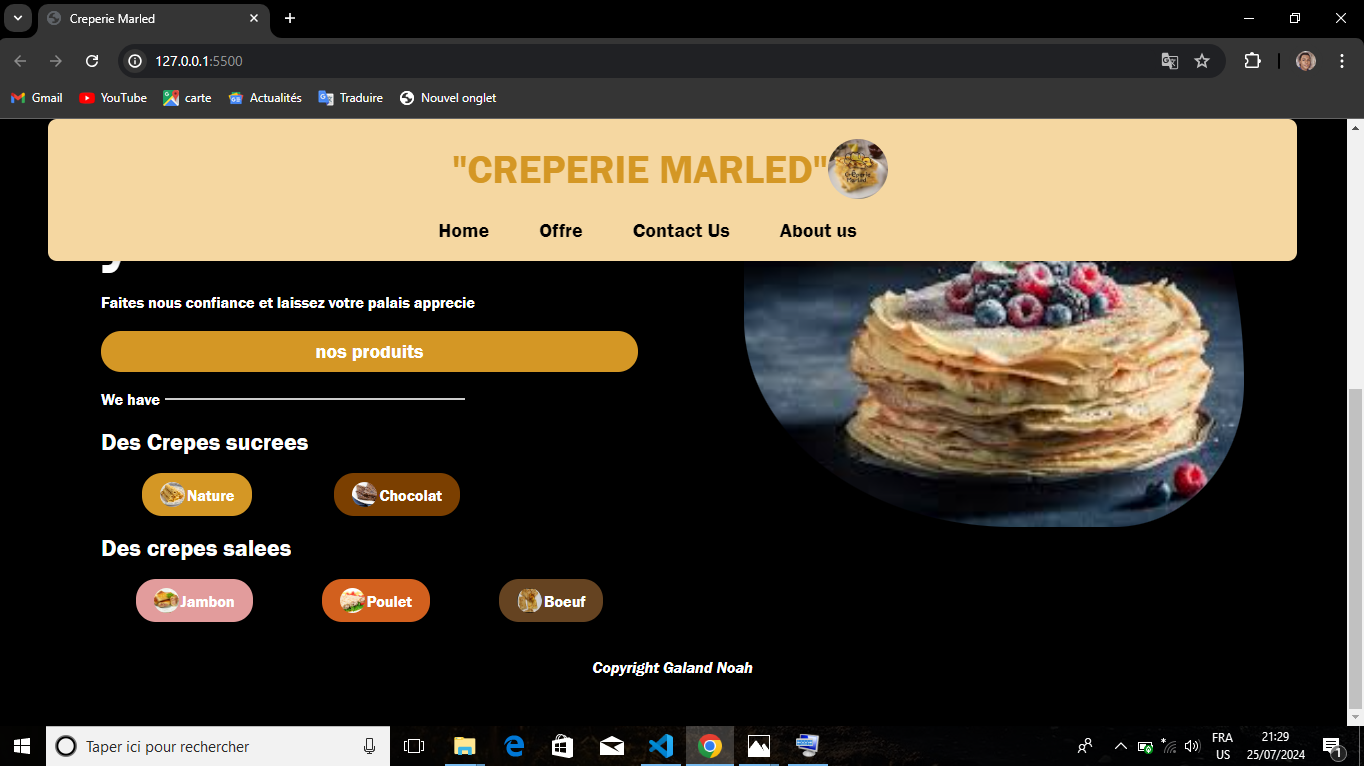 Creperie Marled
127.0.0.1:5500
Gmail YouTube carte Actualités Traduire Nouvel onglet
"CREPERIE MARLED"
Home Offre Contact Us About us
Faites nous confiance et laissez votre palais apprecie
nos produits
We have
Des Crepes sucrees
Nature Chocolat
Des crepes salees
Jambon Poulet Boeuf
Copyright Galand Noah
Taper ici pour rechercher
FRA 21:29
US 25/07/2024 1